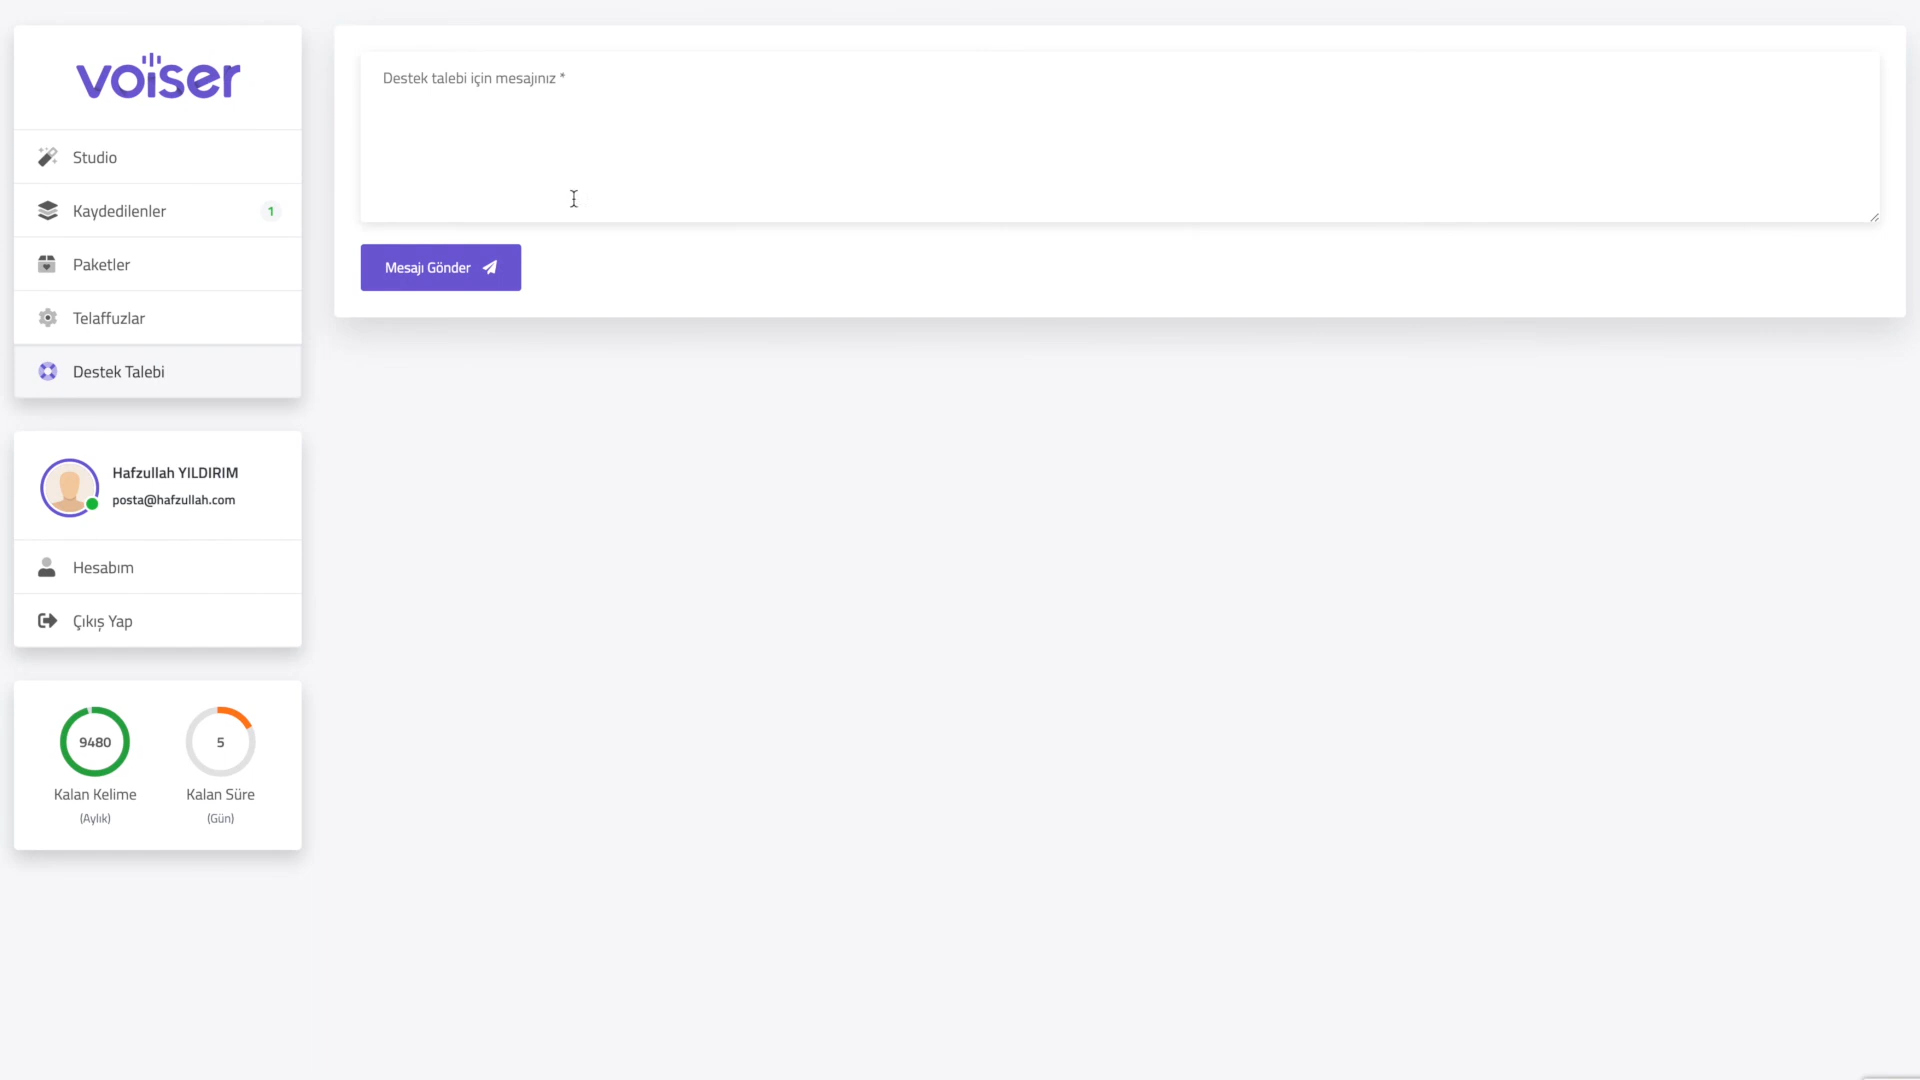 voiser
Studio
Kaydedilenler 1
Paketler
Telaffuzlar
Destek Talebi
Hafzullah YILDIRIM
posta@hafzullah.com
Hesabım
Çıkış Yap
9480 5
Kalan Kelime Kalan Süre
(Aylık) (Gün)
Destek talebi için mesajınız *
Mesajı Gönder